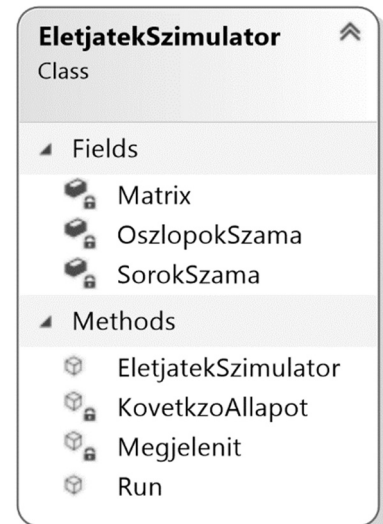 EletjatekSzimulator
Class
Fields
Matrix
OszlopokSzama
SorokSzama
Methods
EletjatekSzimulator
KovetkzoAllapot
Megjelenit
Run